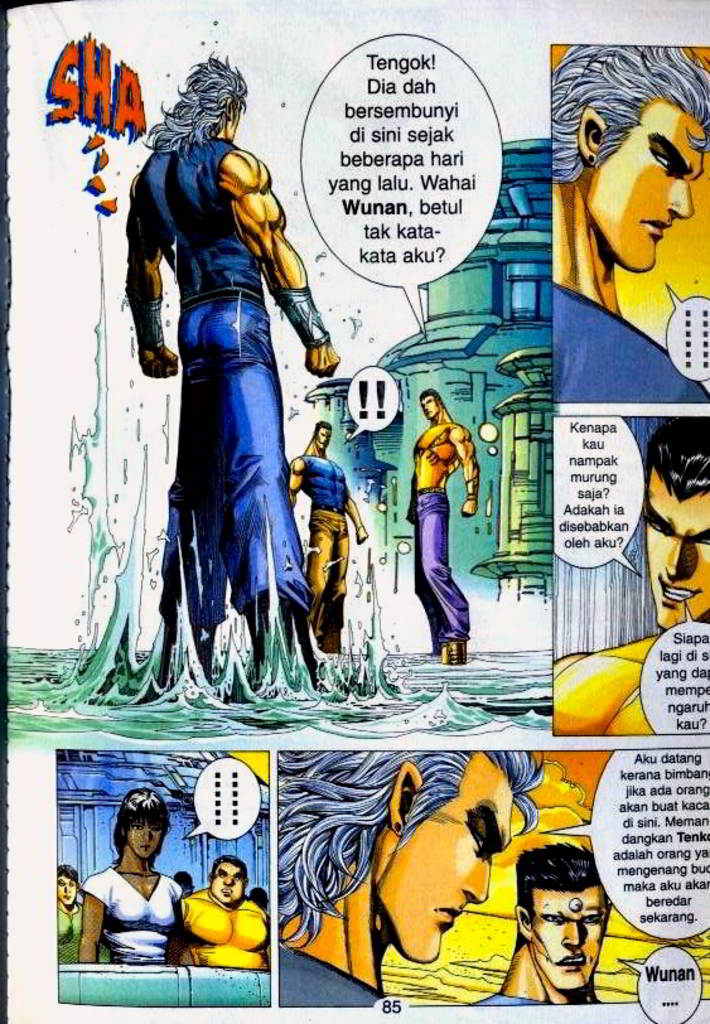 SHA
Tengok!
Dia dah
bersembunyi
di sini sejak
beberapa hari
yang lalu. Wahai
Wunan, betul
tak kata-
kata aku?
!!
Kenapa
kau
nampak
murung
saja?
Adakah ia
disebabkan
oleh aku?
Siapa
lagi di s
yang dap
mempe
ngaruh
kau?
Aku datang
kerana bimbang
jika ada orang
akan buat kaca
di sini. Meman
dangkan Tenko
adalah orang ya
mengenang bud
maka aku akan
beredar
sekarang.
Wunan
....
85